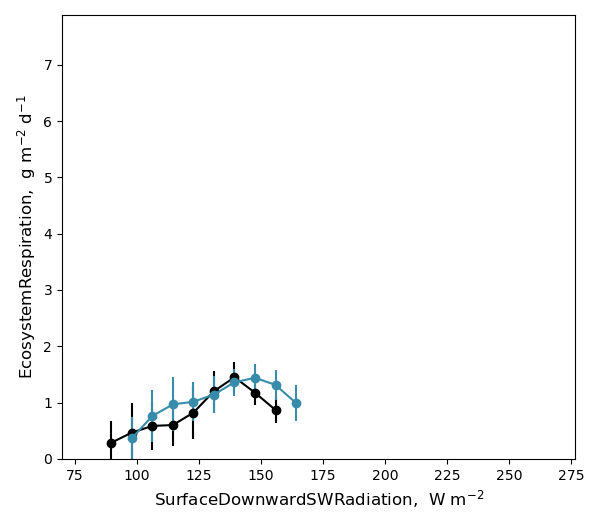 EcosystemRespiration, g m⁻² d⁻¹
7
6
5
4
3
2
1
0
75 100 125 150 175 200 225 250 275
SurfaceDownwardSWRadiation, W m⁻²